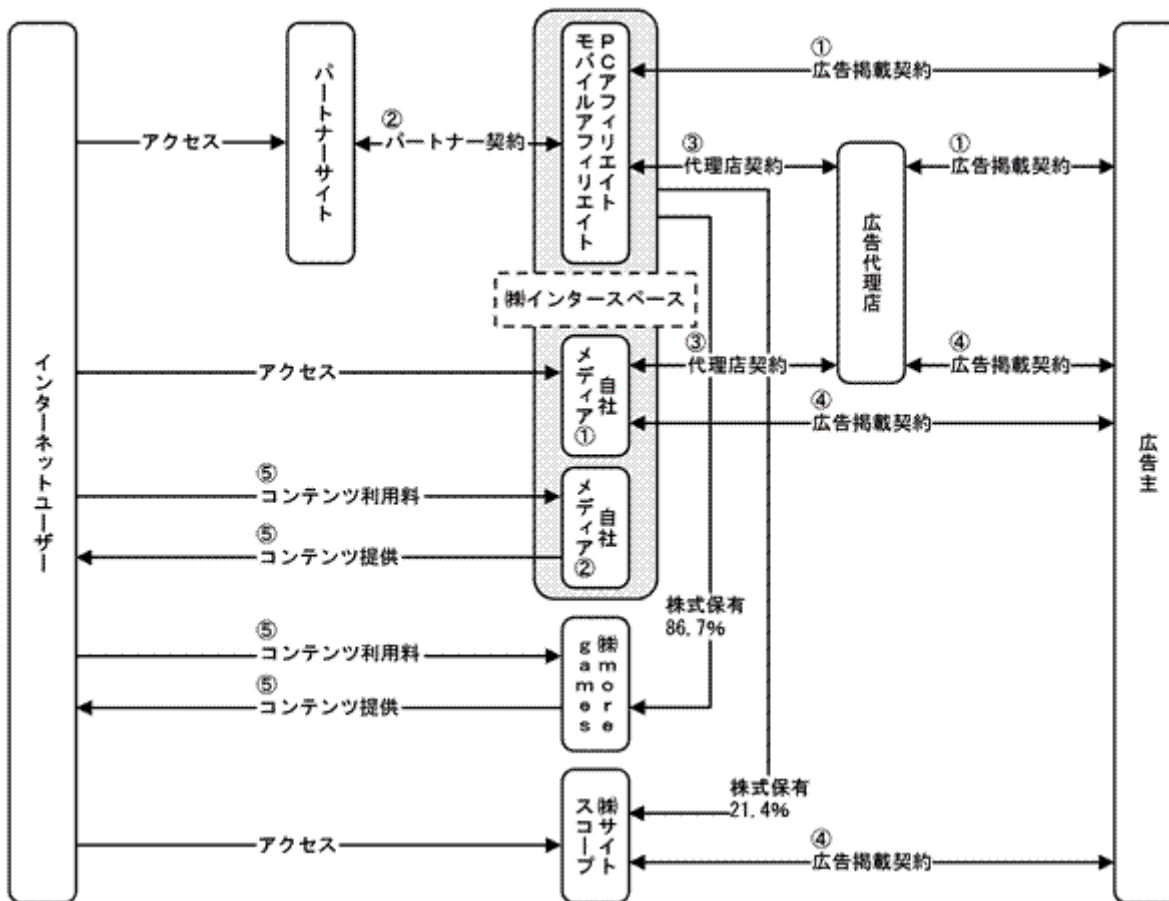 インターネットユーザー
アクセス
パートナーサイト
②
パートナー契約
PCアフィリエイト
モバイルアフィリエイト
①
広告掲載契約
③
代理店契約
①
広告掲載契約
広告代理店
広告主
㈱インタースペース
アクセス
自社
メディア①
③
代理店契約
④
広告掲載契約
④
広告掲載契約
⑤
コンテンツ利用料
自社
メディア②
⑤
コンテンツ提供
株式保有
86.7%
⑤
コンテンツ利用料
㈱more
games
⑤
コンテンツ提供
株式保有
21.4%
アクセス
㈱サイト
スコープ
④
広告掲載契約